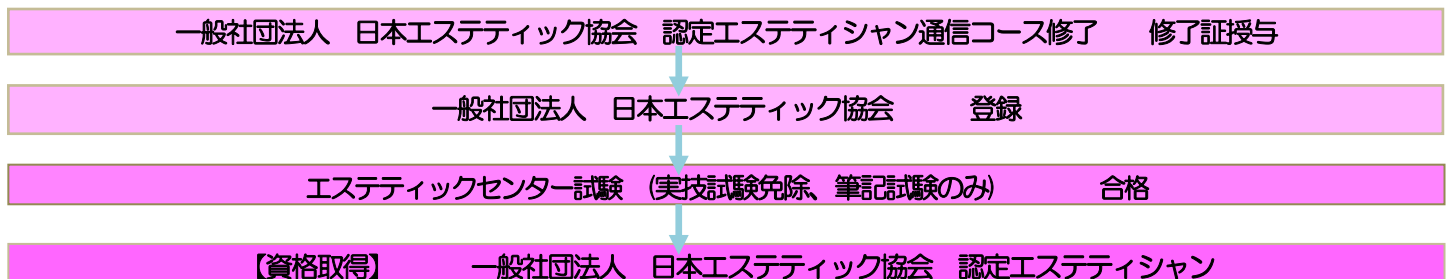 一般社団法人　日本エステティック協会　認定エステティシャン通信コース修了　　修了証授与
一般社団法人　日本エステティック協会　　　登録
エステティックセンター試験　（実技試験免除、筆記試験のみ）　　　　合格
【資格取得】　　　一般社団法人　日本エステティック協会　認定エステティシャン